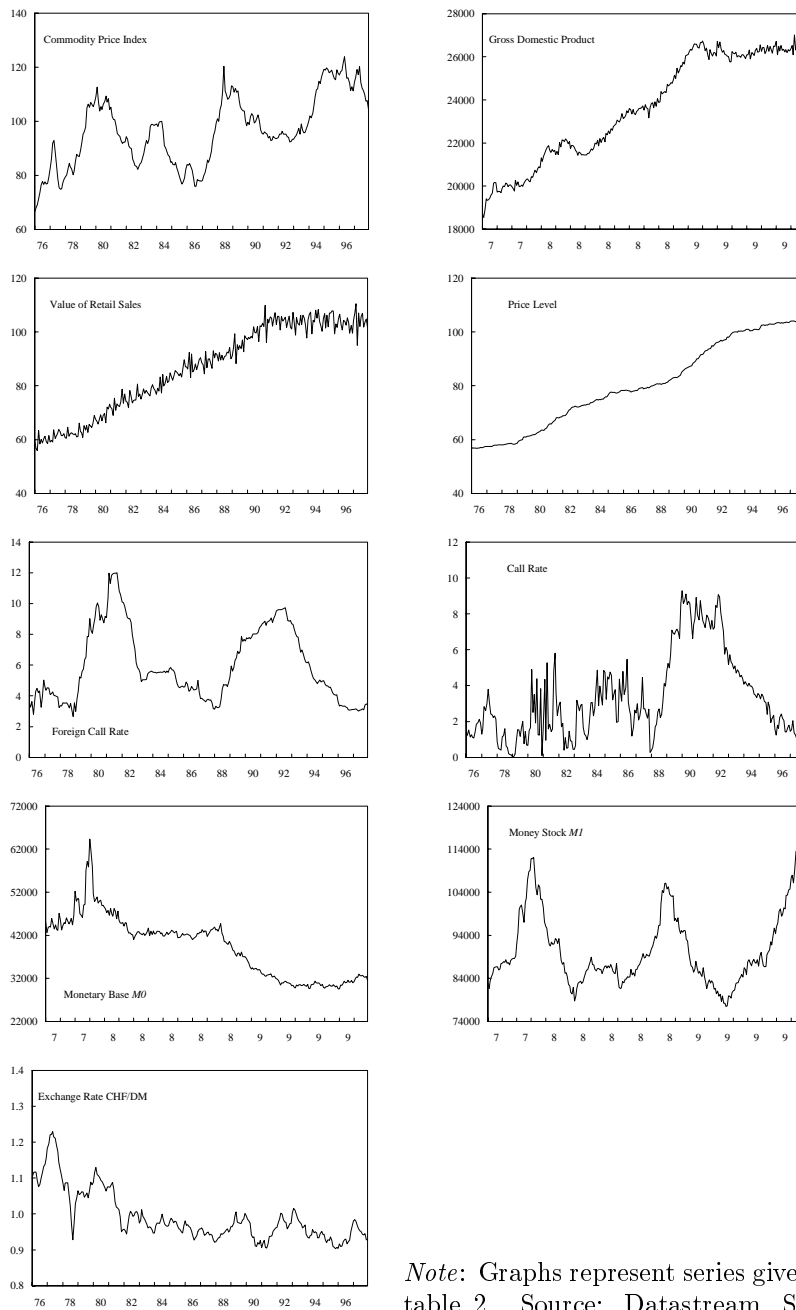 140
120
100
80
60
Commodity Price Index
76 78 80 82 84 86 88 90 92 94 96
28000
26000
24000
22000
20000
18000
Gross Domestic Product
7 7 8 8 8 8 8 9 9 9 9
120
100
80
60
40
Value of Retail Sales
76 78 80 82 84 86 88 90 92 94 96
120
100
80
60
40
Price Level
76 78 80 82 84 86 88 90 92 94 96
14
12
10
8
6
4
2
0
Foreign Call Rate
76 78 80 82 84 86 88 90 92 94 96
12
10
8
6
4
2
0
Call Rate
76 78 80 82 84 86 88 90 92 94 96
72000
62000
52000
42000
32000
22000
Monetary Base M0
7 7 8 8 8 8 8 9 9 9 9
124000
114000
104000
94000
84000
74000
Money Stock M1
7 7 8 8 8 8 8 9 9 9 9
1.4
1.3
1.2
1.1
1.0
0.9
0.8
Exchange Rate CHF/DM
76 78 80 82 84 86 88 90 92 94 96
Note: Graphs represent series give
table 2. Source: Datastream, S